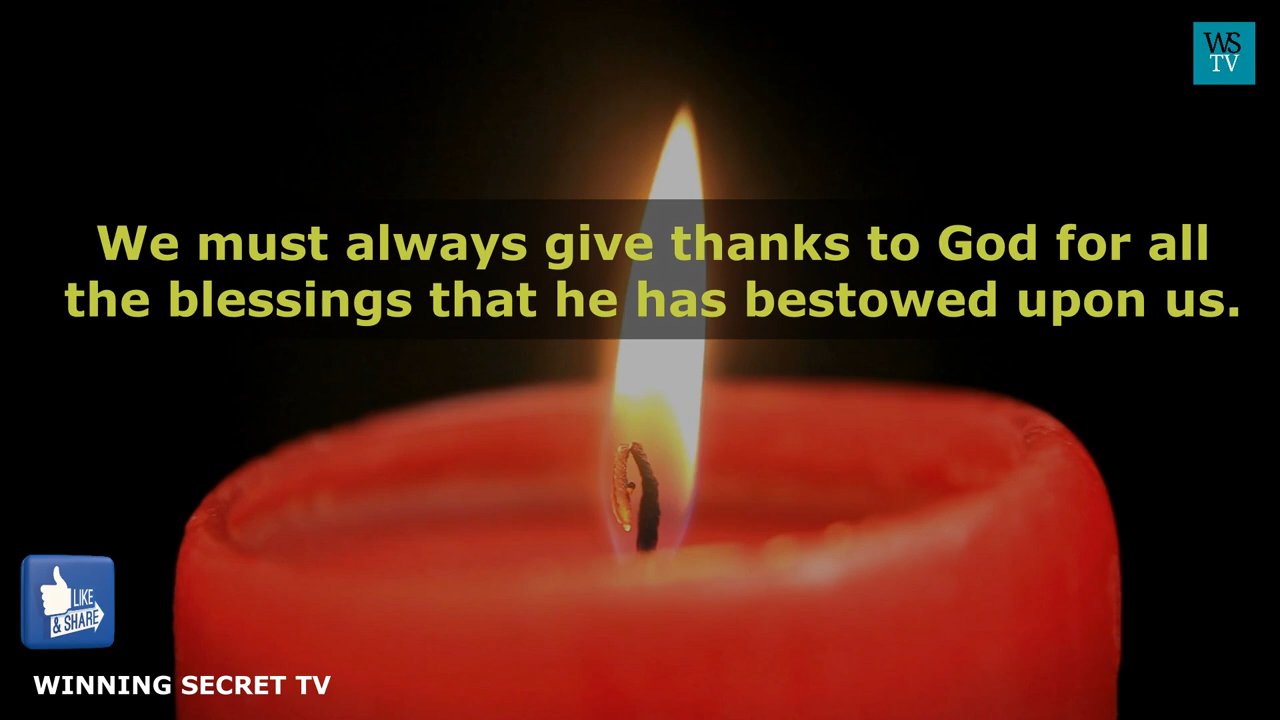 WS
TV
We must always give thanks to God for all
the blessings that he has bestowed upon us.
LIKE
& SHARE
WINNING SECRET TV